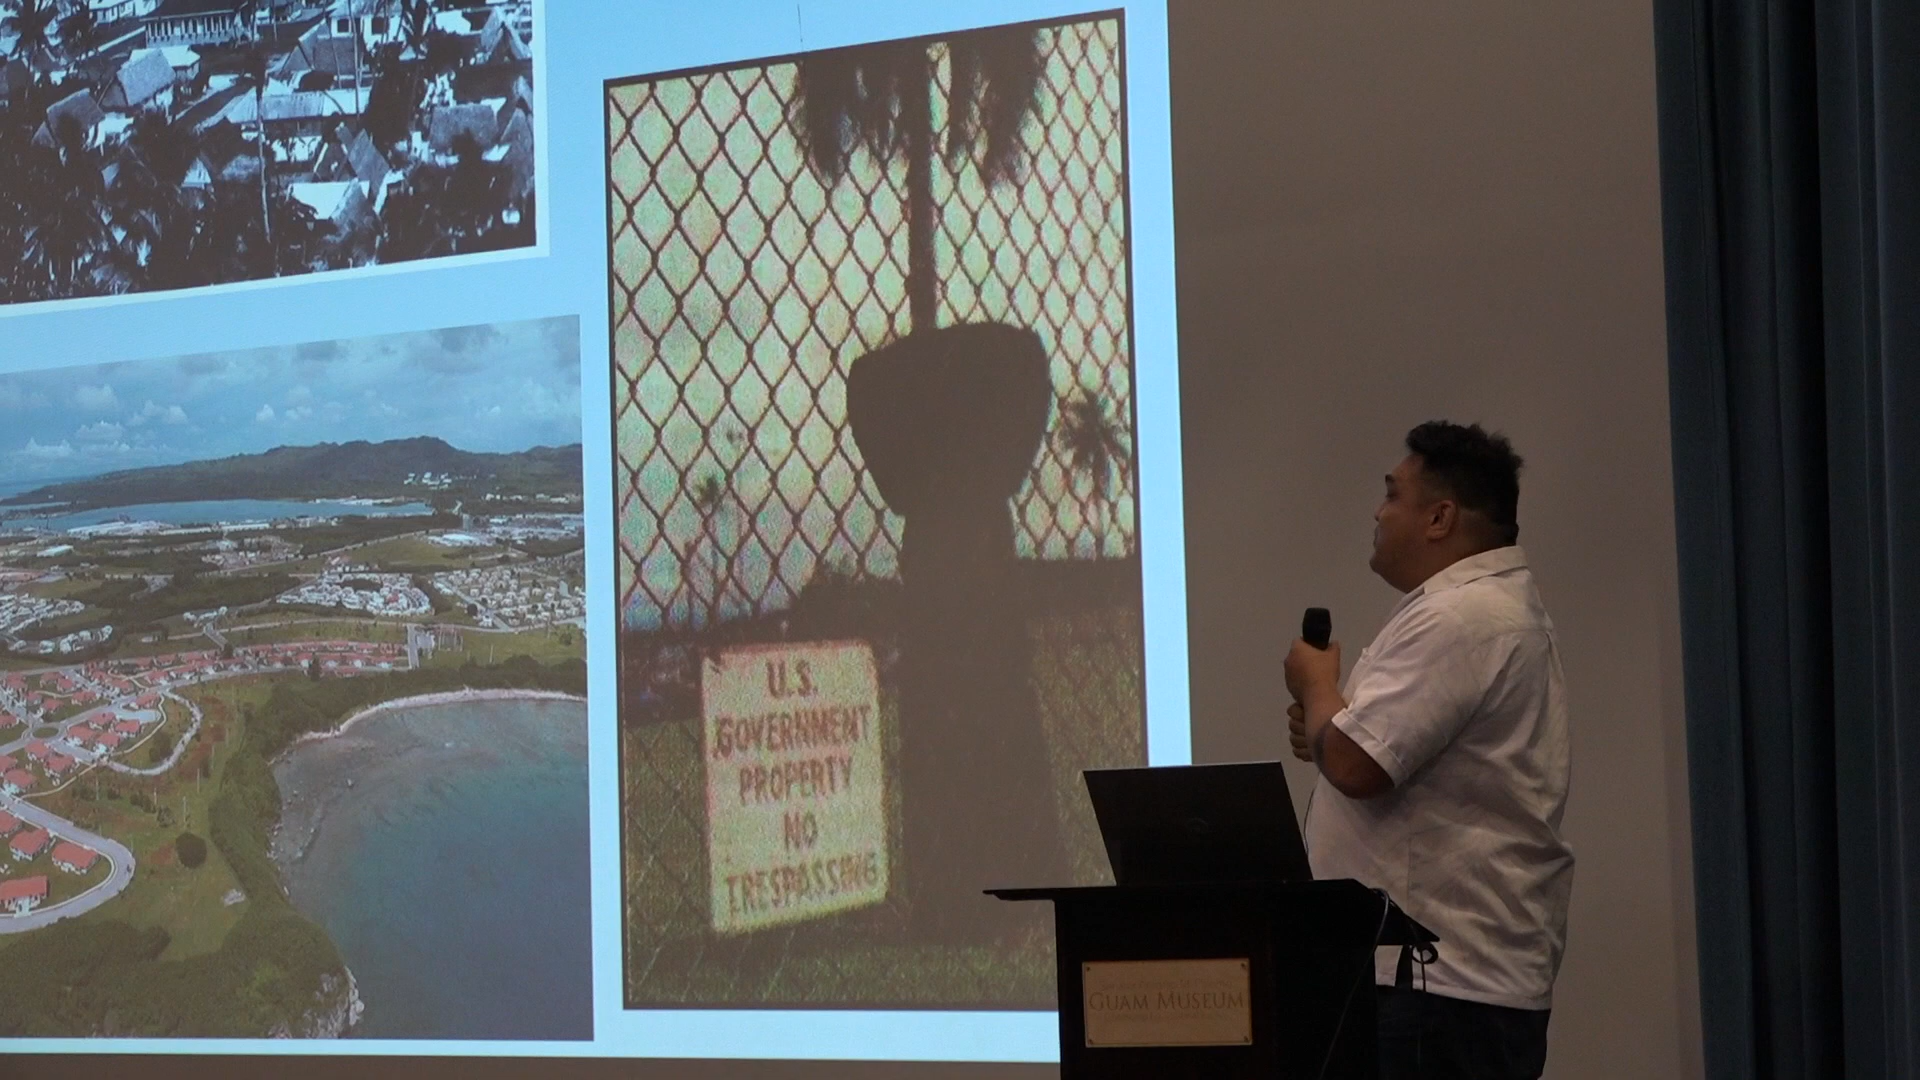 U.S.
GOVERNMENT
PROPERTY
NO
TRESPASSING
GUAM MUSEUM